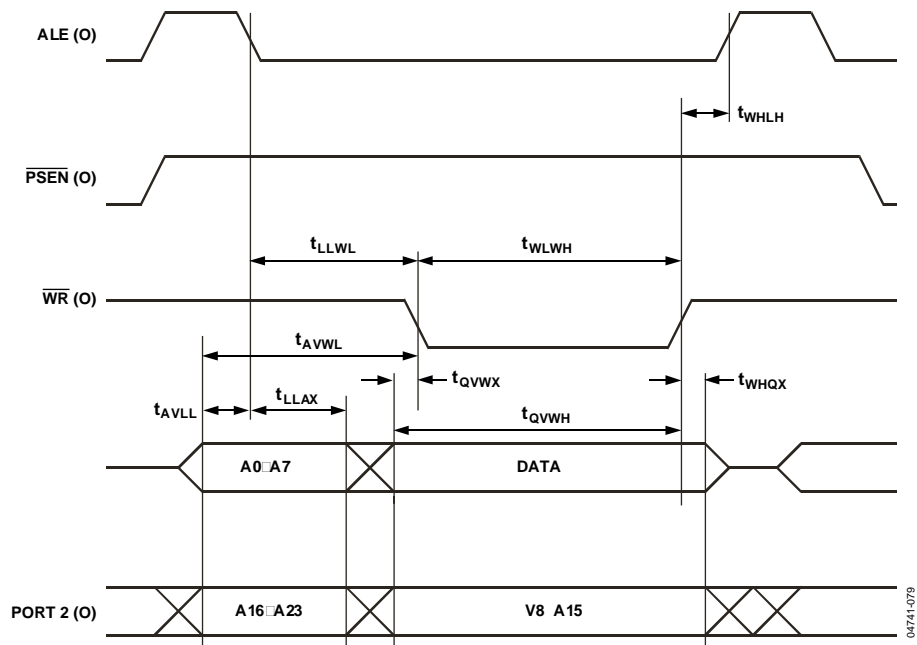 ALE (O)
tWHLH
PSEN (O)
tLLWL
tWLWH
WR (O)
tAVWL
tQVWX
tWHQX
tAVLL
tLLAX
tQVWH
A0□A7
DATA
PORT 2 (O)
A16□A23
V8 A15
04741-079